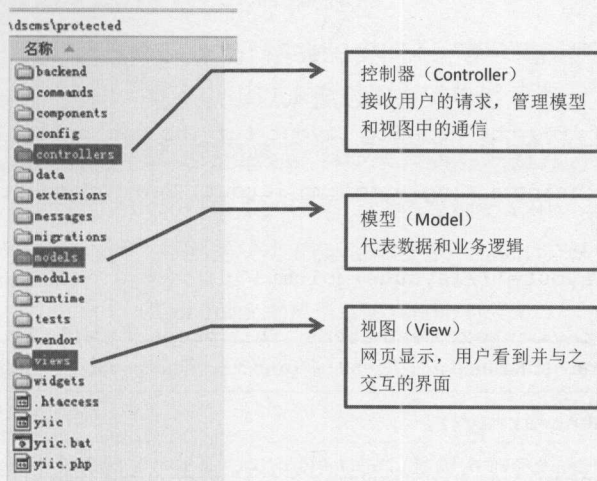 \dscms\protected
名称
backend
commands
components
config
controllers
data
extensions
messages
migrations
models
modules
runtime
tests
vendor
views
widgets
.htaccess
yiic
yiic.bat
yiic.php
控制器（Controller）
接收用户的请求，管理模型
和视图中的通信
模型（Model）
代表数据和业务逻辑
视图（View）
网页显示，用户看到并与之
交互的界面